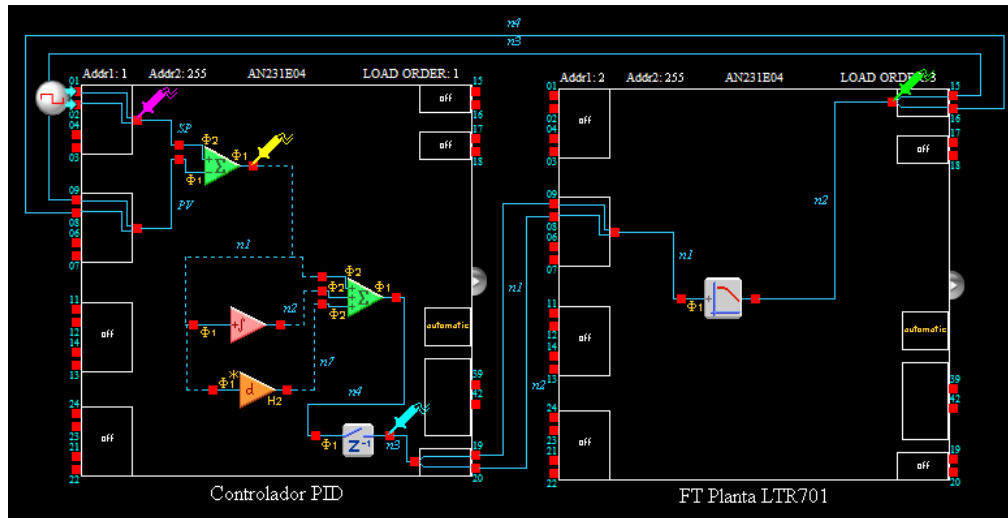 n4
n3
Addr1: 1 Addr2: 255 AN231E04 LOAD ORDER: 1
01
02
04
03
09
08
06
07
11
12
14
13
24
23
21
22
15
16
17
18
39
42
19
20
off
off
SP
Φ2
Φ1
Σ
Φ1
PV
n1
Φ2
Φ2
Φ2
Φ1
Σ
n2
Φ1
+∫
n7
Φ1
*
d
H2
off
off
automatic
n4
Φ1
Z-1
n3
Controlador PID
n1
n2
Addr1: 2 Addr2: 255 AN231E04 LOAD ORDER: 3
01
02
04
03
09
08
06
07
11
12
14
13
24
23
21
22
15
16
17
18
39
42
19
20
off
off
n2
n1
Φ1
+
off
off
automatic
off
FT Planta LTR701